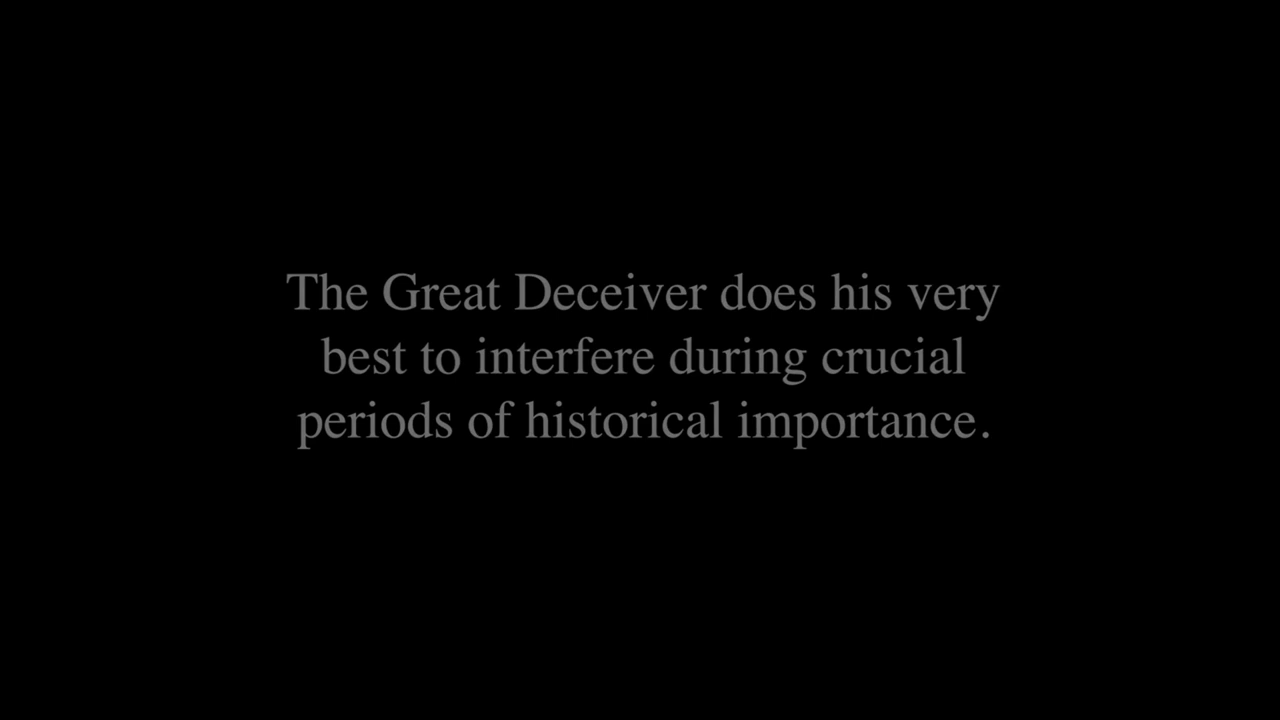 The Great Deceiver does his very
best to interfere during crucial
periods of historical importance.